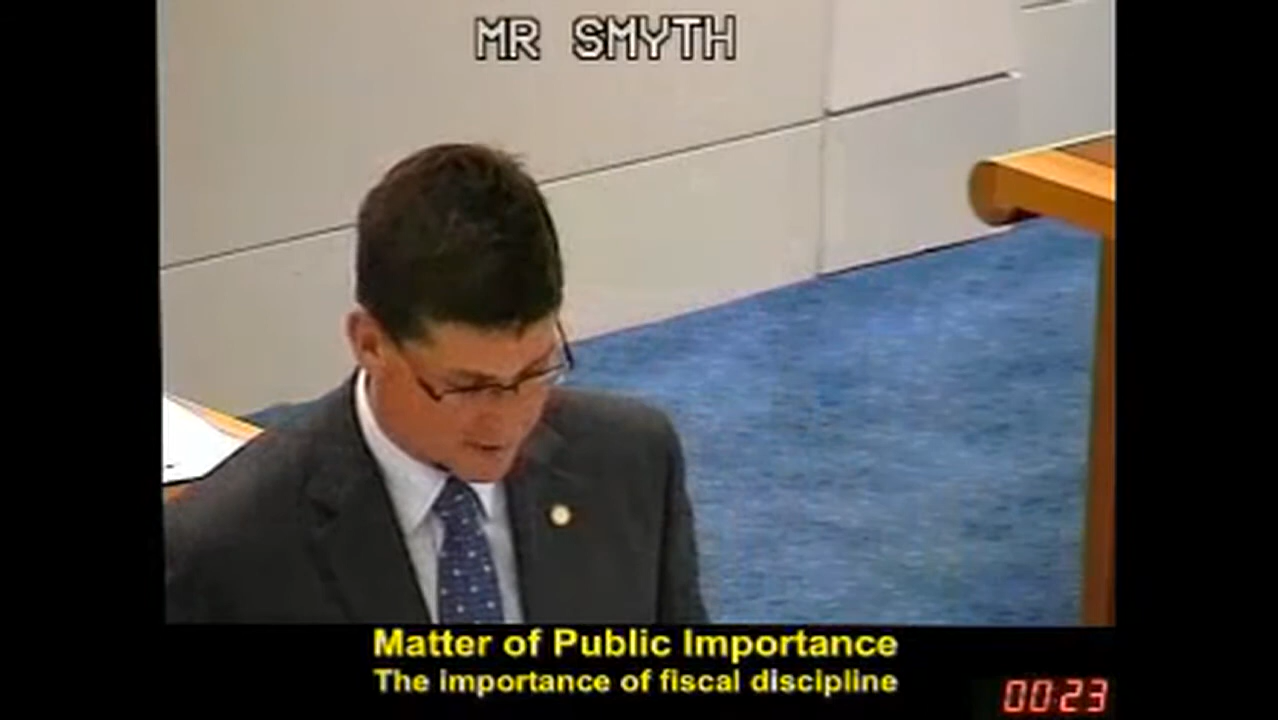 MR SMYTH
Matter of Public Importance
The importance of fiscal discipline
00:23